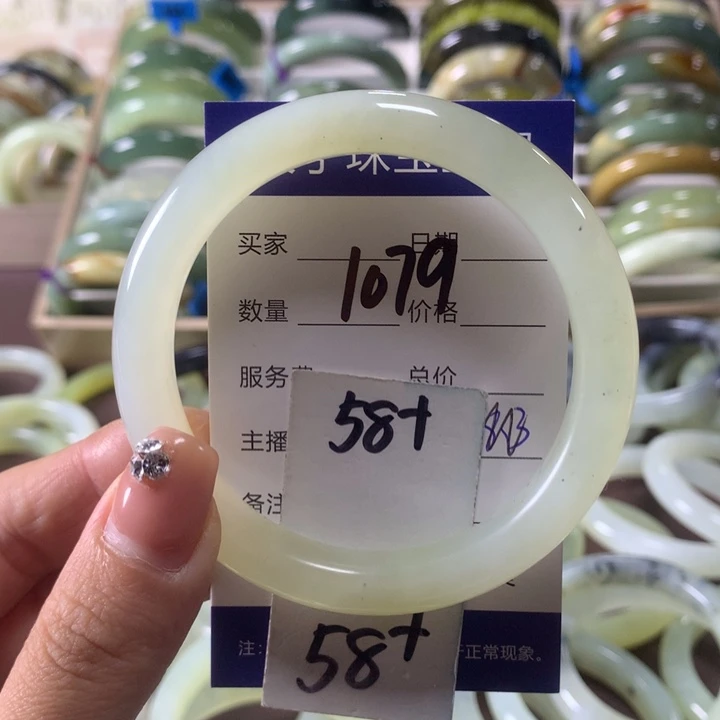 珠宝
买家 日期
1079
数量 价格
服务费 总价
58+
主播
备注
58+
注： 正常现象。